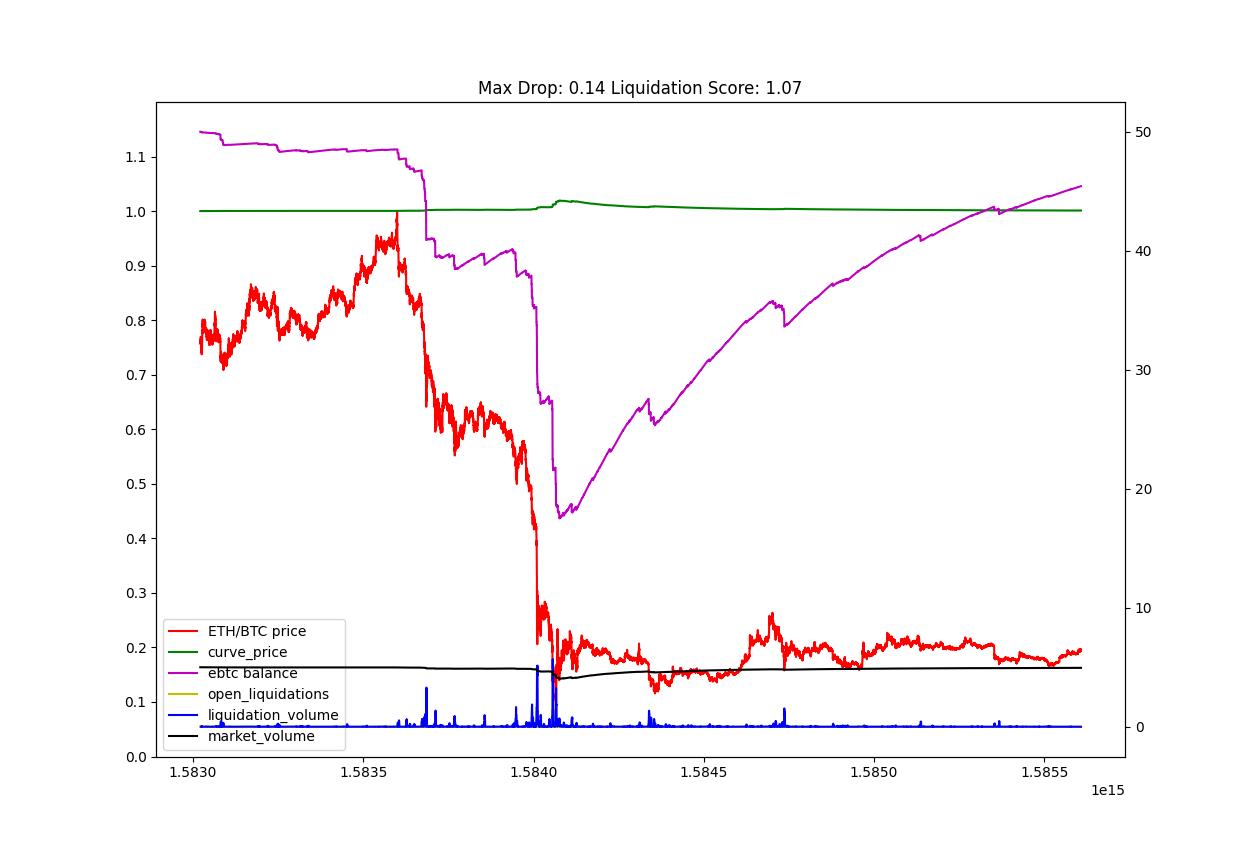 Max Drop: 0.14 Liquidation Score: 1.07
1.1
1.0
0.9
0.8
0.7
0.6
0.5
0.4
0.3
0.2
0.1
0.0
50
40
30
20
10
0
ETH/BTC price
curve_price
ebtc balance
open_liquidations
liquidation_volume
market_volume
1.5830 1.5835 1.5840 1.5845 1.5850 1.5855
1e15